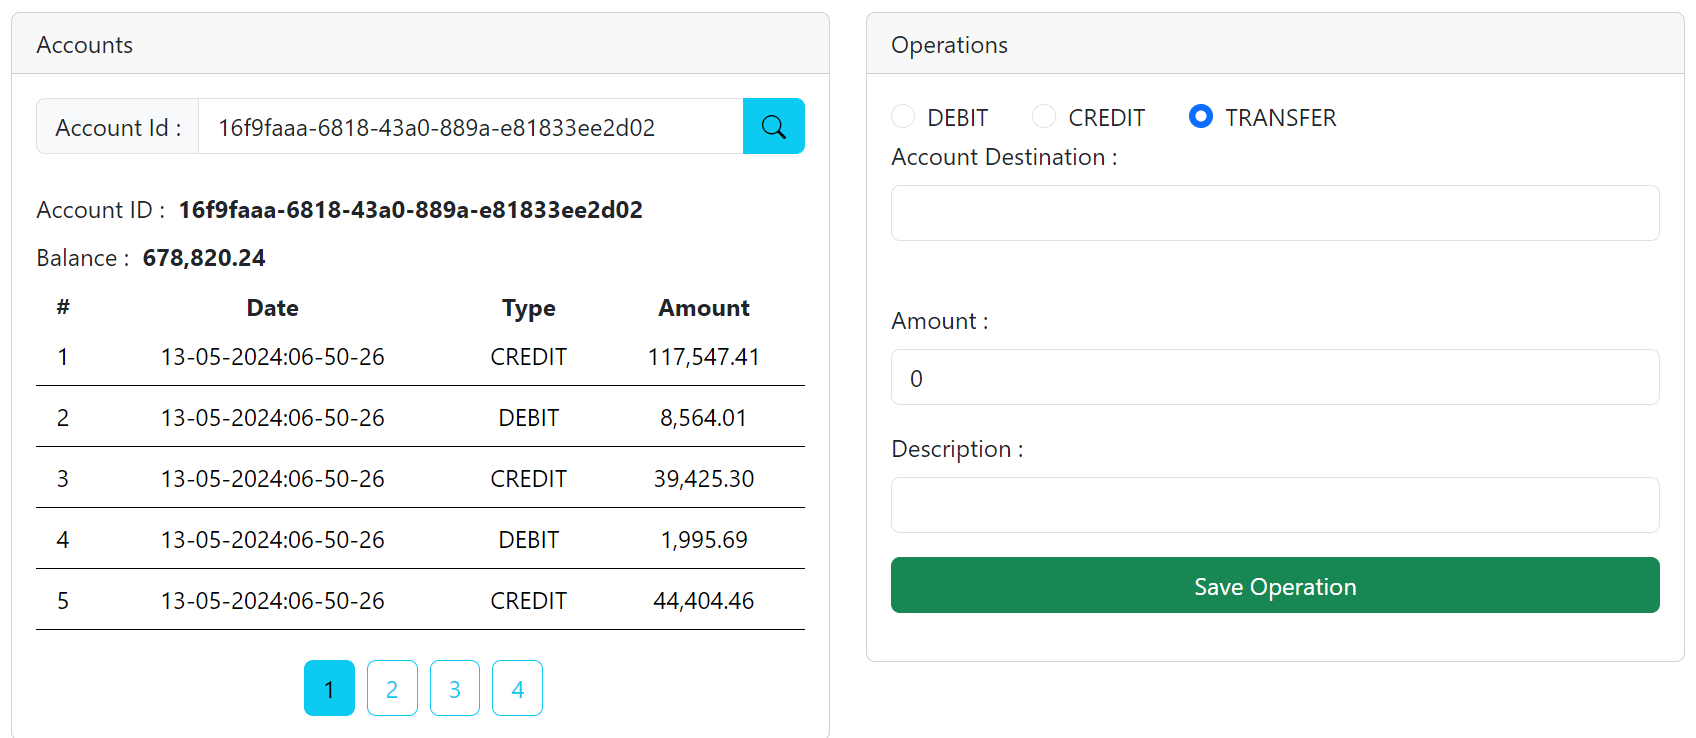 Accounts
Account Id : 16f9faaa-6818-43a0-889a-e81833ee2d02
Account ID : 16f9faaa-6818-43a0-889a-e81833ee2d02
Balance : 678,820.24
# Date Type Amount
1 13-05-2024:06-50-26 CREDIT 117,547.41
2 13-05-2024:06-50-26 DEBIT 8,564.01
3 13-05-2024:06-50-26 CREDIT 39,425.30
4 13-05-2024:06-50-26 DEBIT 1,995.69
5 13-05-2024:06-50-26 CREDIT 44,404.46
1 2 3 4
Operations
DEBIT CREDIT TRANSFER
Account Destination :
Amount :
0
Description :
Save Operation